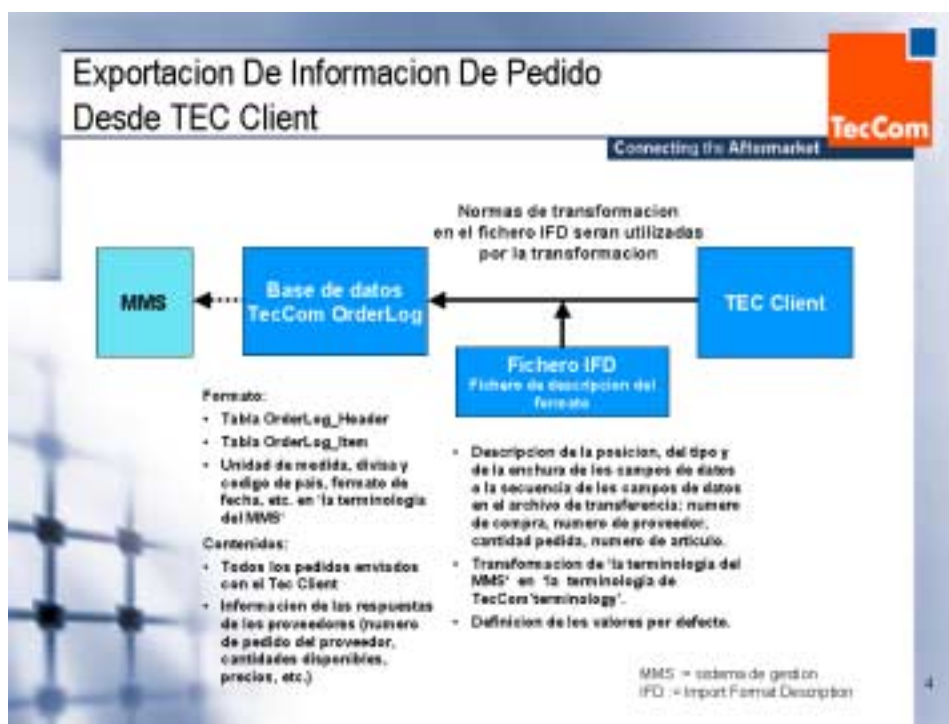 Exportacion De Informacion De Pedido
Desde TEC Client
TecCom
Connecting the Aftermarket
Normas de transformacion
en el fichero IFD seran utilizadas
por la transformacion
MMS
Base de datos
TecCom OrderLog
TEC Client
Fichero IFD
Fichero de descripcion del
formato
Formato:
• Tabla OrderLog_Header
• Tabla OrderLog_Item
• Unidad de medida, divisa y
codigo de pais, formato de
fecha, etc. en 'la terminologia
del MMS'
Contenidas:
• Todos los pedidos enviados
con el Tec Client
• Informacion de las respuestas
de los proveedores (numero
de pedido del proveedor,
cantidades disponibles,
precios, etc.)
• Descripcion de la posicion, del tipo y
de la enchura de los campos de datos
o la secuencia de los campos de datos
en el archivo de transferencia: numero
de compra, numero de proveedor,
cantidad pedida, numero de articulo.
• Transformacion de 'la terminologia del
MMS' en 'la terminologia de
TecCom'terminology'.
• Definicion de los valores por defecto.
MMS = sistema de gestion
IFD = Import Format Description
4